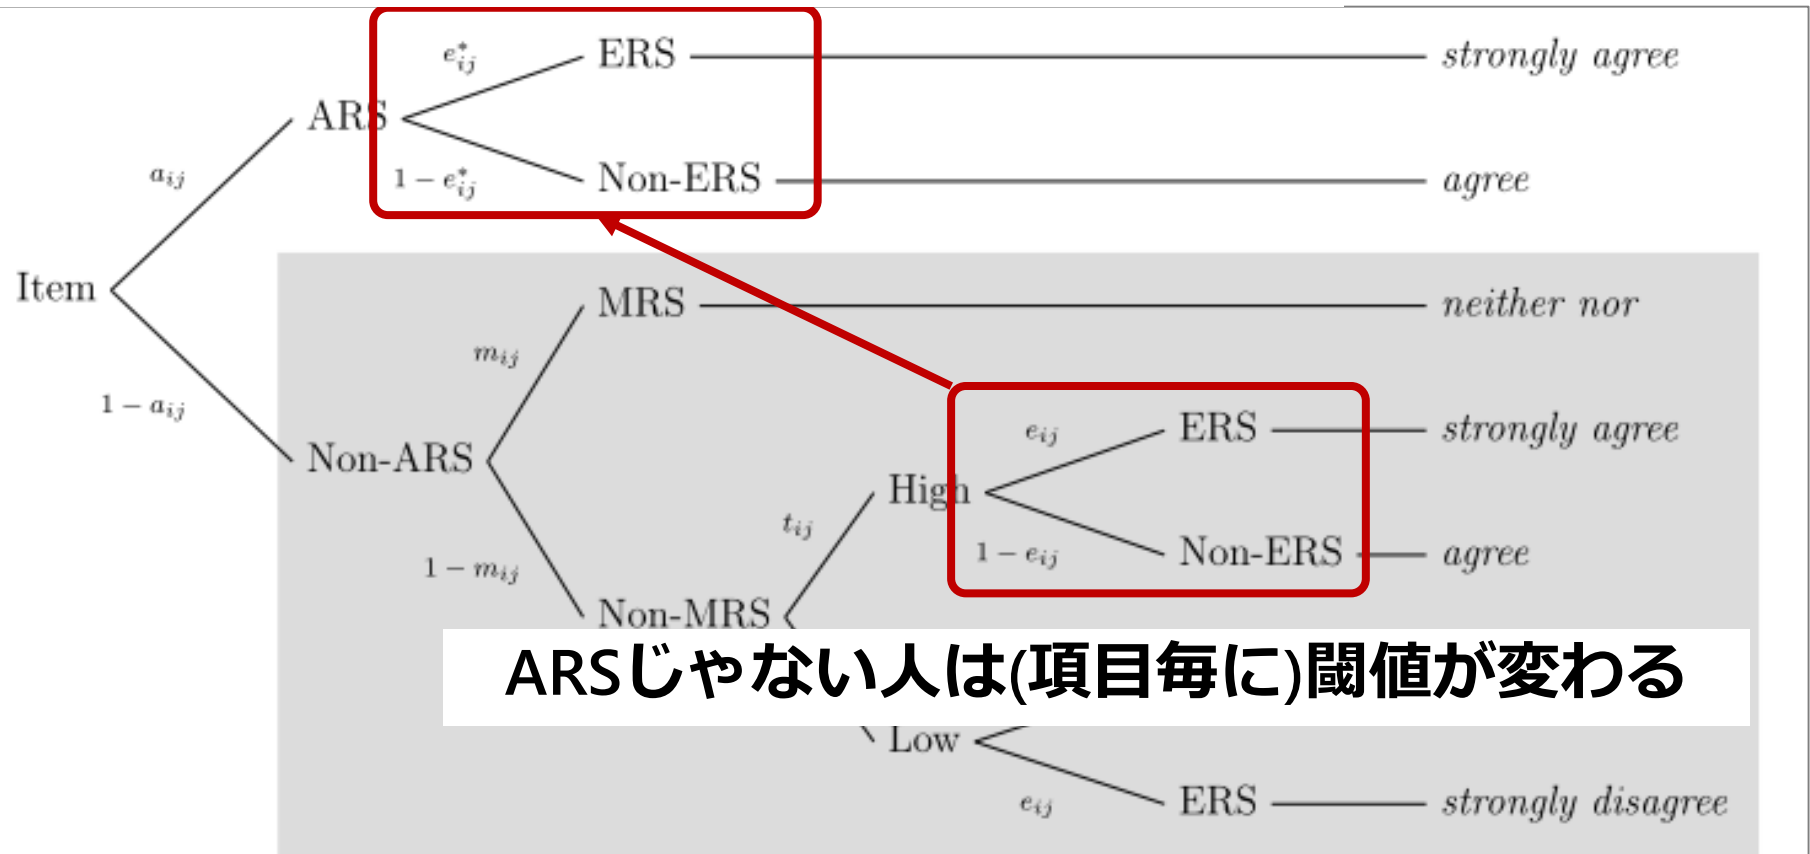 e*ij
ERS
strongly agree
ARS
aij
1 − e*ij
Non-ERS
agree
Item
MRS
neither nor
mij
1 − aij
Non-ARS
eij
ERS
strongly agree
High
tij
1 − eij
Non-ERS
agree
1 − mij
Non-MRS
ARSじゃない人は(項目毎に)閾値が変わる
Low
eij
ERS
strongly disagree